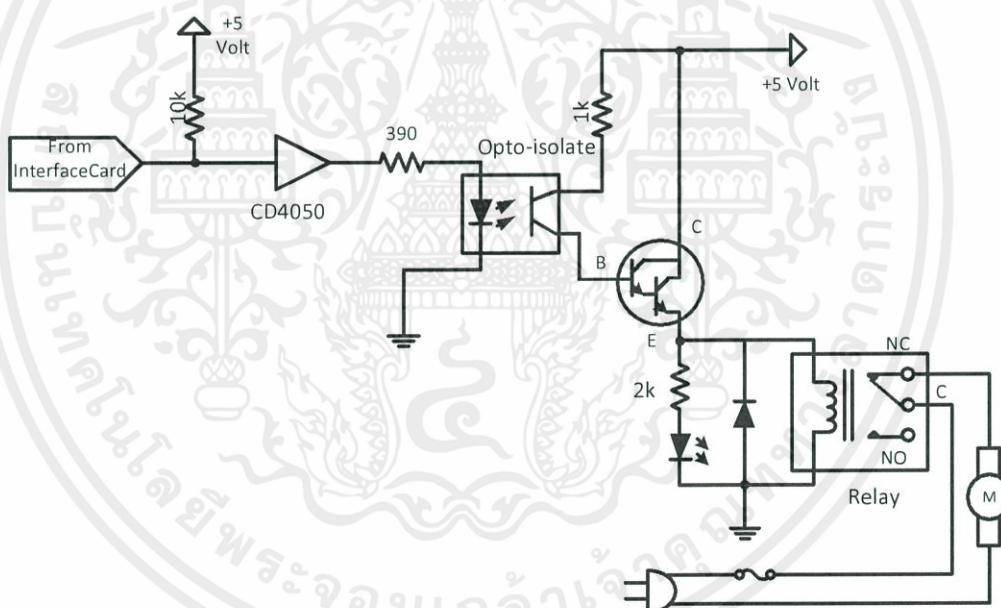 +5
Volt
10k
From
InterfaceCard
CD4050
390
Opto-isolate
1k
+5 Volt
C
B
E
2k
NC
C
NO
Relay
M